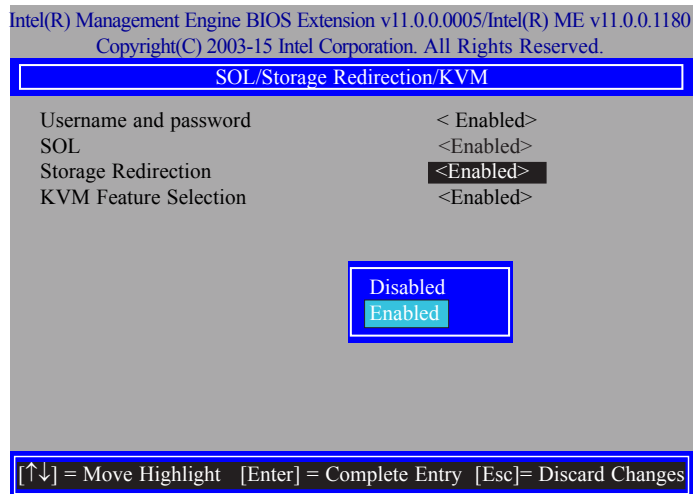 Intel(R) Management Engine BIOS Extension v11.0.0.0005/Intel(R) ME v11.0.0.1180
Copyright(C) 2003-15 Intel Corporation. All Rights Reserved.
SOL/Storage Redirection/KVM
Username and password < Enabled>
SOL <Enabled>
Storage Redirection <Enabled>
KVM Feature Selection <Enabled>
Disabled
Enabled
[↑↓] = Move Highlight [Enter] = Complete Entry [Esc]= Discard Changes